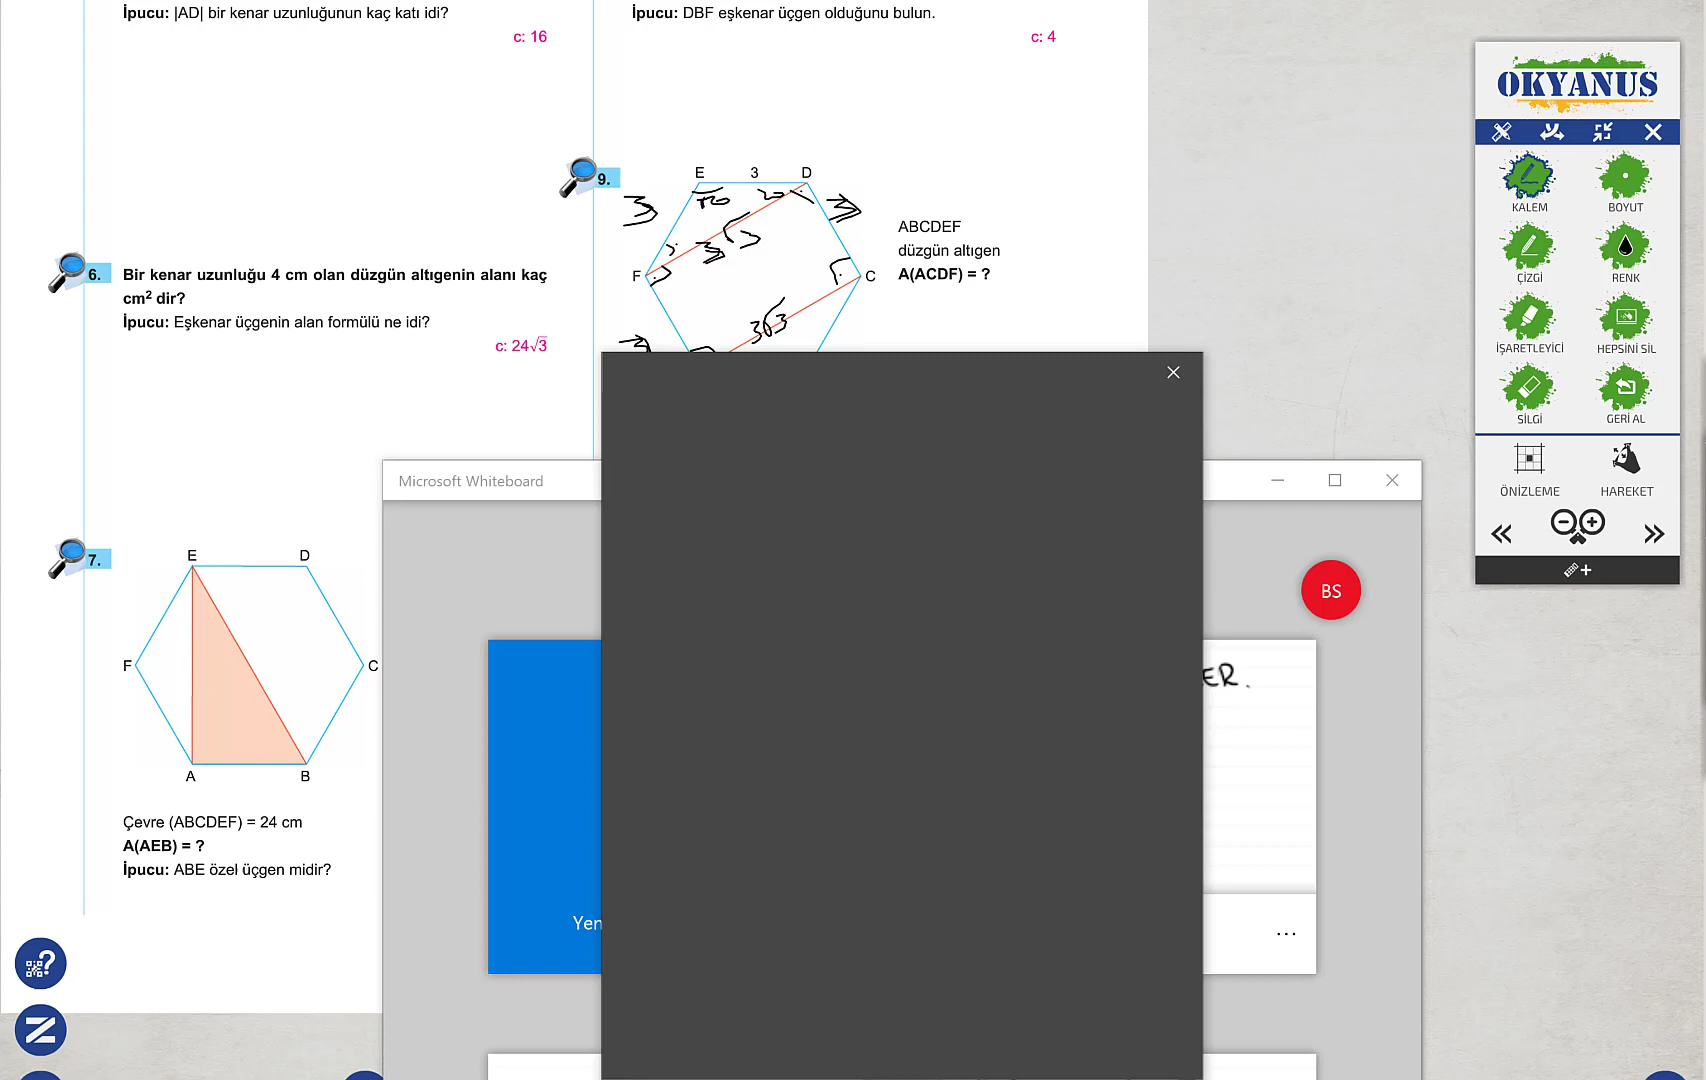 İpucu: |AD| bir kenar uzunluğunun kaç katı idi?
c: 16
6. Bir kenar uzunluğu 4 cm olan düzgün altıgenin alanı kaç
cm² dir?
İpucu: Eşkenar üçgenin alan formülü ne idi?
c: 24√3
7.
E D
F C
A B
Çevre (ABCDEF) = 24 cm
A(AEB) = ?
İpucu: ABE özel üçgen midir?
İpucu: DBF eşkenar üçgen olduğunu bulun.
c: 4
9.
E 3 D
3
F C
3√3
ABCDEF
düzgün altıgen
A(ACDF) = ?
Microsoft Whiteboard
BS
ER.
Yen
...
OKYANUS
KALEM BOYUT
ÇİZGİ RENK
İŞARETLEYİCİ HEPSİNİ SİL
SİLGİ GERİ AL
ÖNİZLEME HAREKET